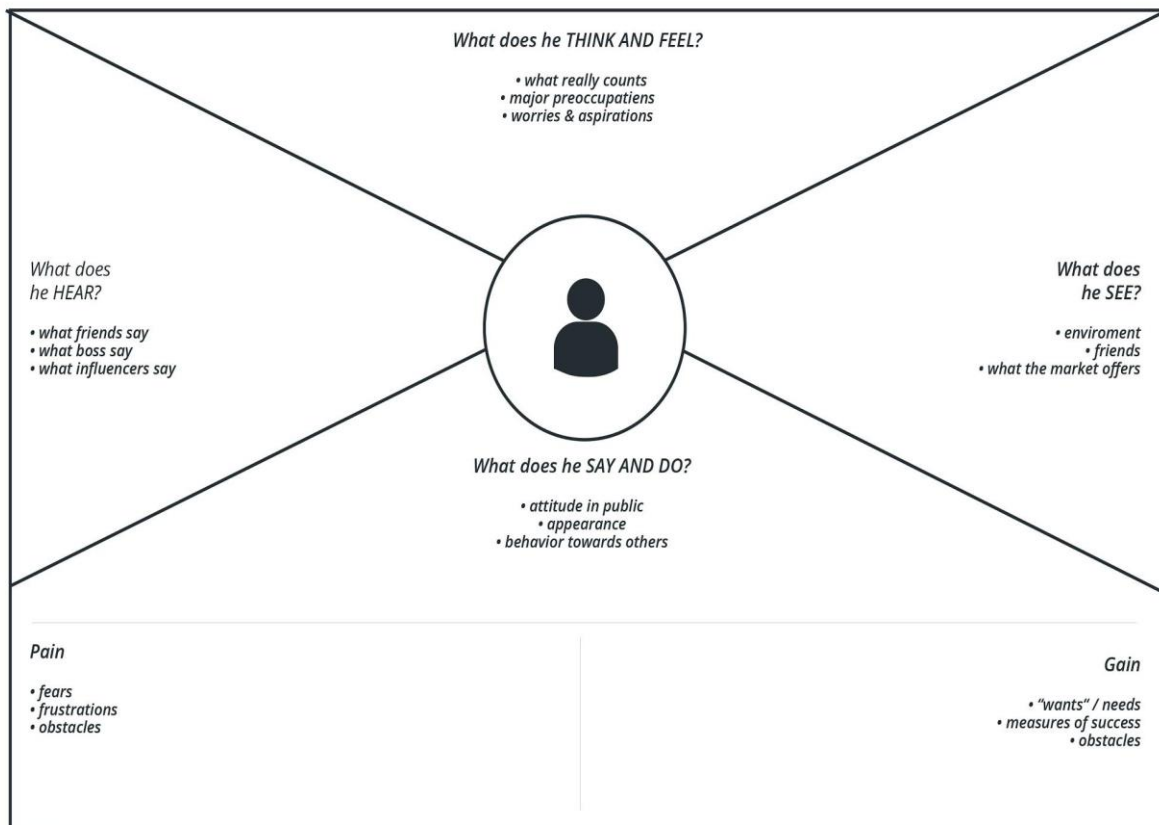 What does he THINK AND FEEL?
• what really counts
• major preoccupatiens
• worries & aspirations
What does
he HEAR?
• what friends say
• what boss say
• what influencers say
What does
he SEE?
• enviroment
• friends
• what the market offers
What does he SAY AND DO?
• attitude in public
• appearance
• behavior towards others
Pain
• fears
• frustrations
• obstacles
Gain
• “wants” / needs
• measures of success
• obstacles